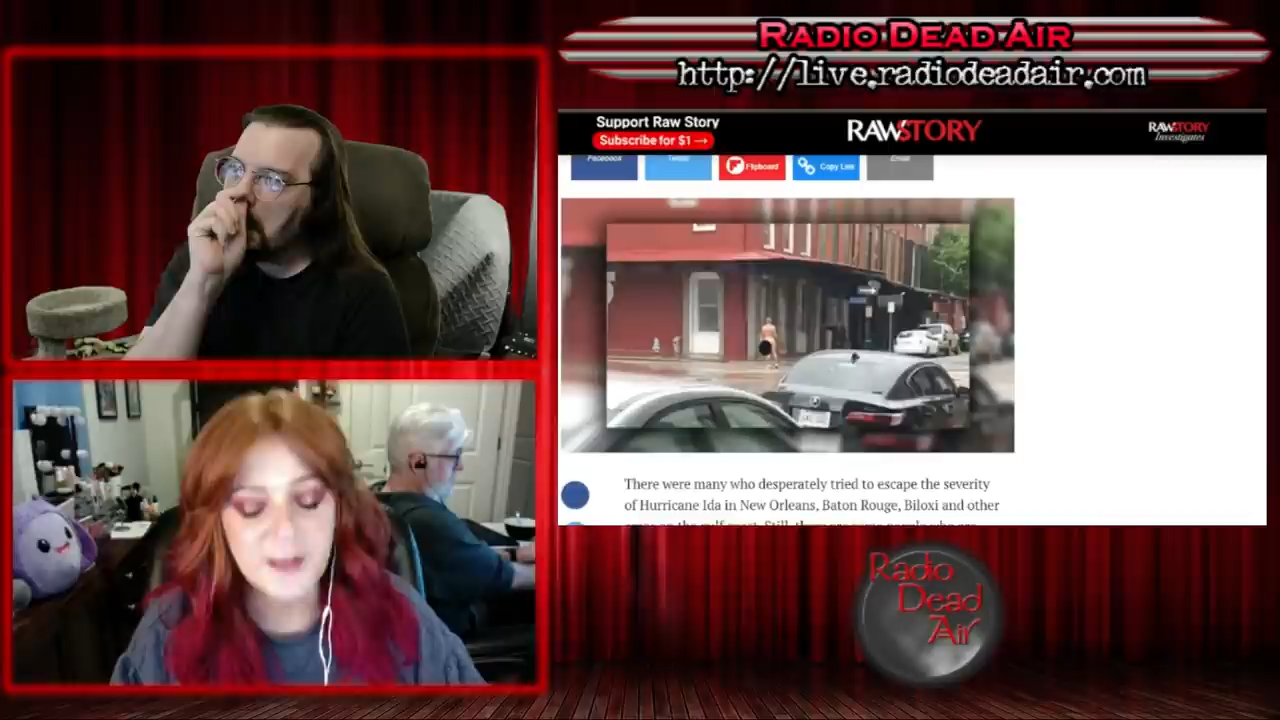 RADIO DEAD AIR
http://live.radiodeadair.com
Support Raw Story
Subscribe for $1 →
RAWSTORY
RAWSTORY
Investigates
Facebook
Flipboard
Copy Link
Email
There were many who desperately tried to escape the severity
of Hurricane Ida in New Orleans, Baton Rouge, Biloxi and other
Radio
Dead
Air